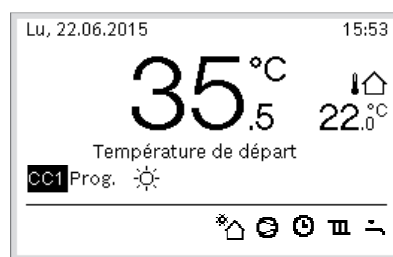 Lu, 22.06.2015 15:53
35.5 °C
22.0 °C
Température de départ
CC1 Prog.